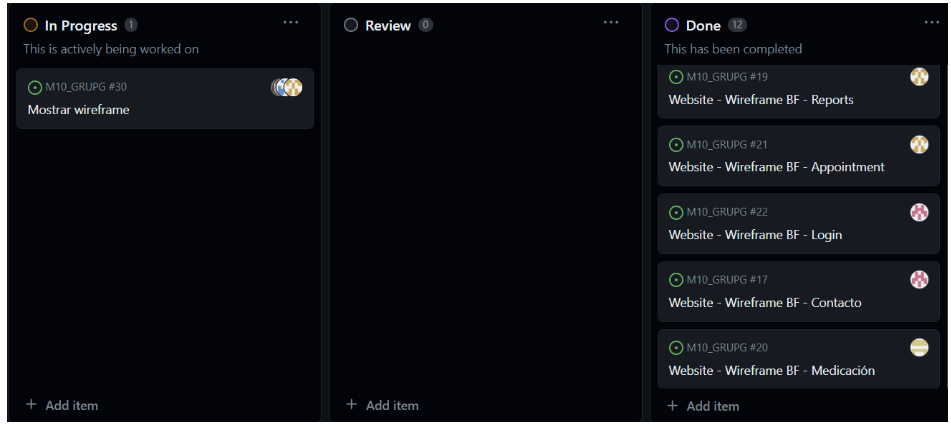 In Progress 1
This is actively being worked on
M10_GRUPG #30
Mostrar wireframe
+ Add item
Review 0
+ Add item
Done 12
This has been completed
M10_GRUPG #19
Website - Wireframe BF - Reports
M10_GRUPG #21
Website - Wireframe BF - Appointment
M10_GRUPG #22
Website - Wireframe BF - Login
M10_GRUPG #17
Website - Wireframe BF - Contacto
M10_GRUPG #20
Website - Wireframe BF - Medicación
+ Add item